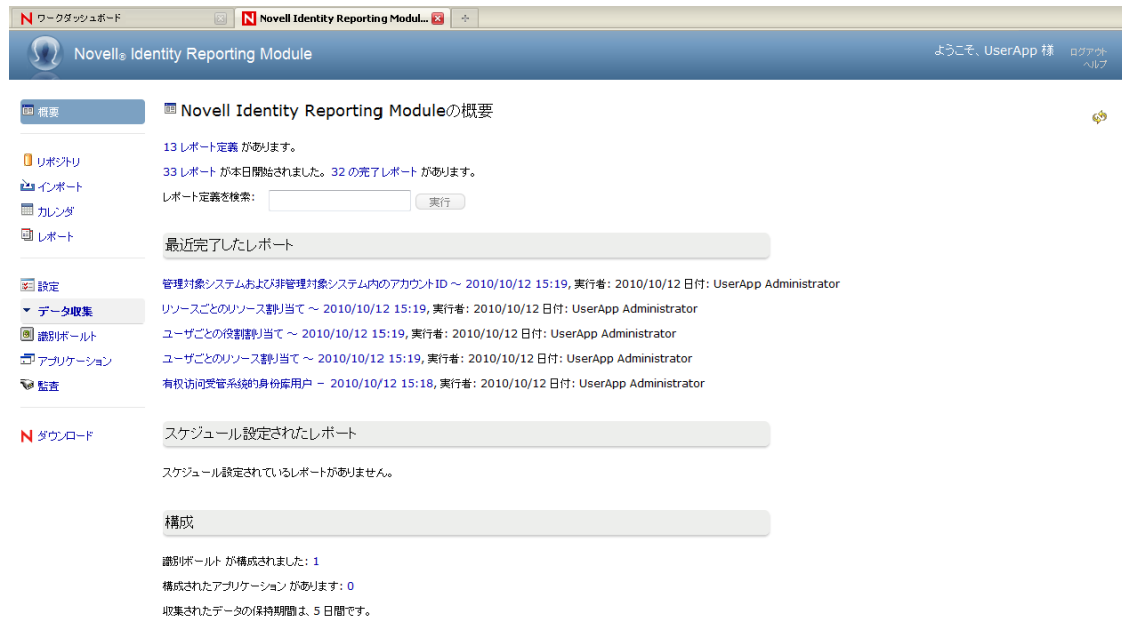 ワークダッシュボード
Novell Identity Reporting Modul...
Novell® Identity Reporting Module
ようこそ、UserApp 様
ログアウト
ヘルプ
概要
リポジトリ
インポート
カレンダ
レポート
設定
データ収集
識別ボールト
アプリケーション
監査
ダウンロード
Novell Identity Reporting Moduleの概要
13 レポート定義 があります。
33 レポート が本日開始されました。32 の完了レポート があります。
レポート定義を検索:
実行
最近完了したレポート
管理対象システムおよび非管理対象システム内のアカウントID ～ 2010/10/12 15:19, 実行者: 2010/10/12 日付: UserApp Administrator
リソースごとのリソース割り当て ～ 2010/10/12 15:19, 実行者: 2010/10/12 日付: UserApp Administrator
ユーザごとの役割割り当て ～ 2010/10/12 15:19, 実行者: 2010/10/12 日付: UserApp Administrator
ユーザごとのリソース割り当て ～ 2010/10/12 15:19, 実行者: 2010/10/12 日付: UserApp Administrator
有权访问受管系统的身份库用户 － 2010/10/12 15:18, 実行者: 2010/10/12 日付: UserApp Administrator
スケジュール設定されたレポート
スケジュール設定されているレポートがありません。
構成
識別ボールト が構成されました: 1
構成されたアプリケーション があります: 0
収集されたデータの保持期間は、5 日間です。